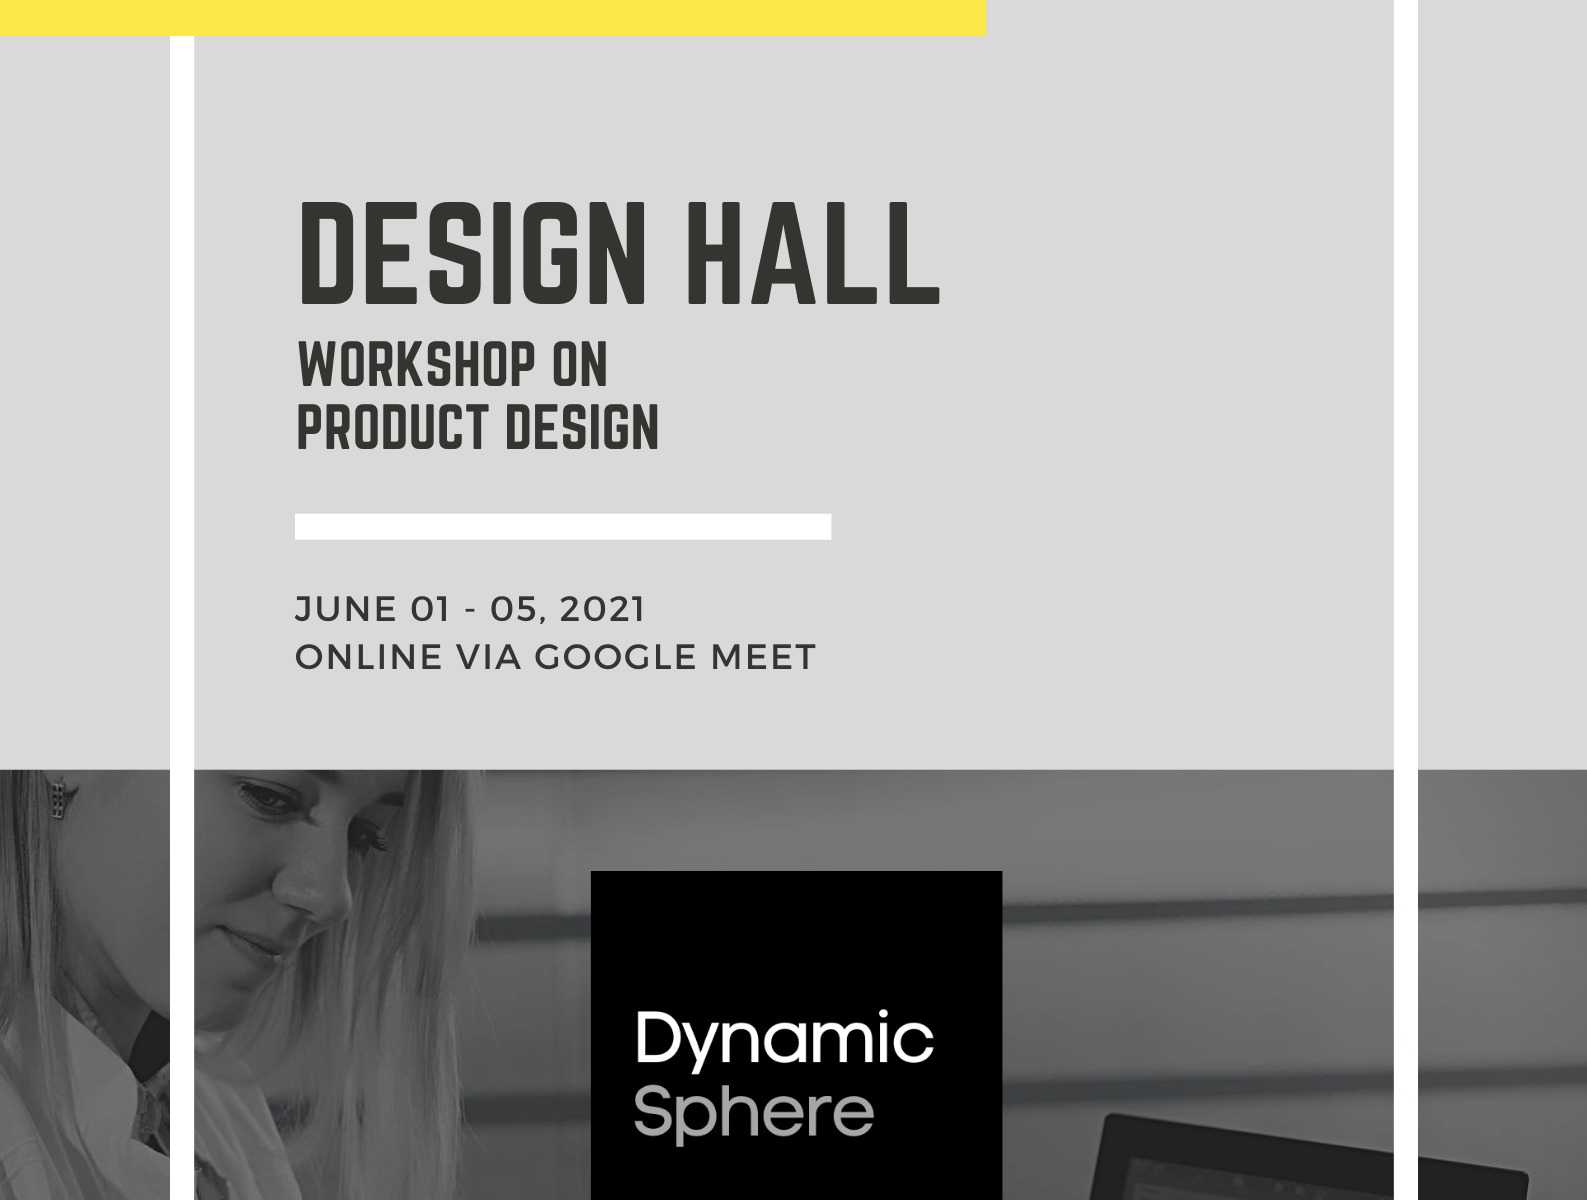 DESIGN HALL
WORKSHOP ON
PRODUCT DESIGN
JUNE 01 - 05, 2021
ONLINE VIA GOOGLE MEET
Dynamic
Sphere